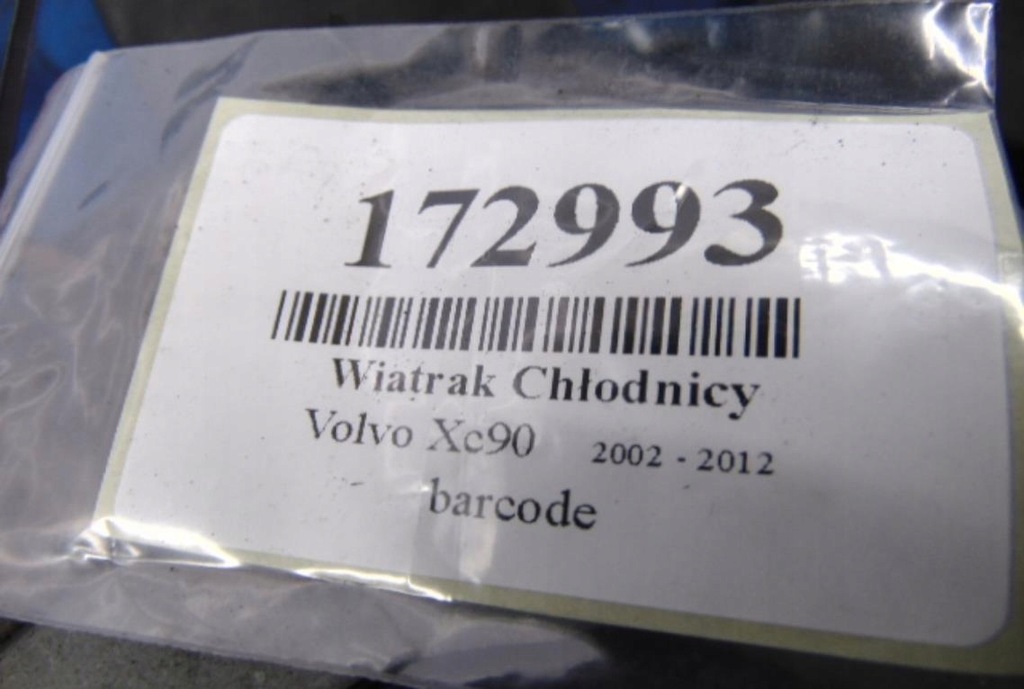 172993
Wiatrak Chłodnicy
Volvo Xc90 2002 - 2012
barcode